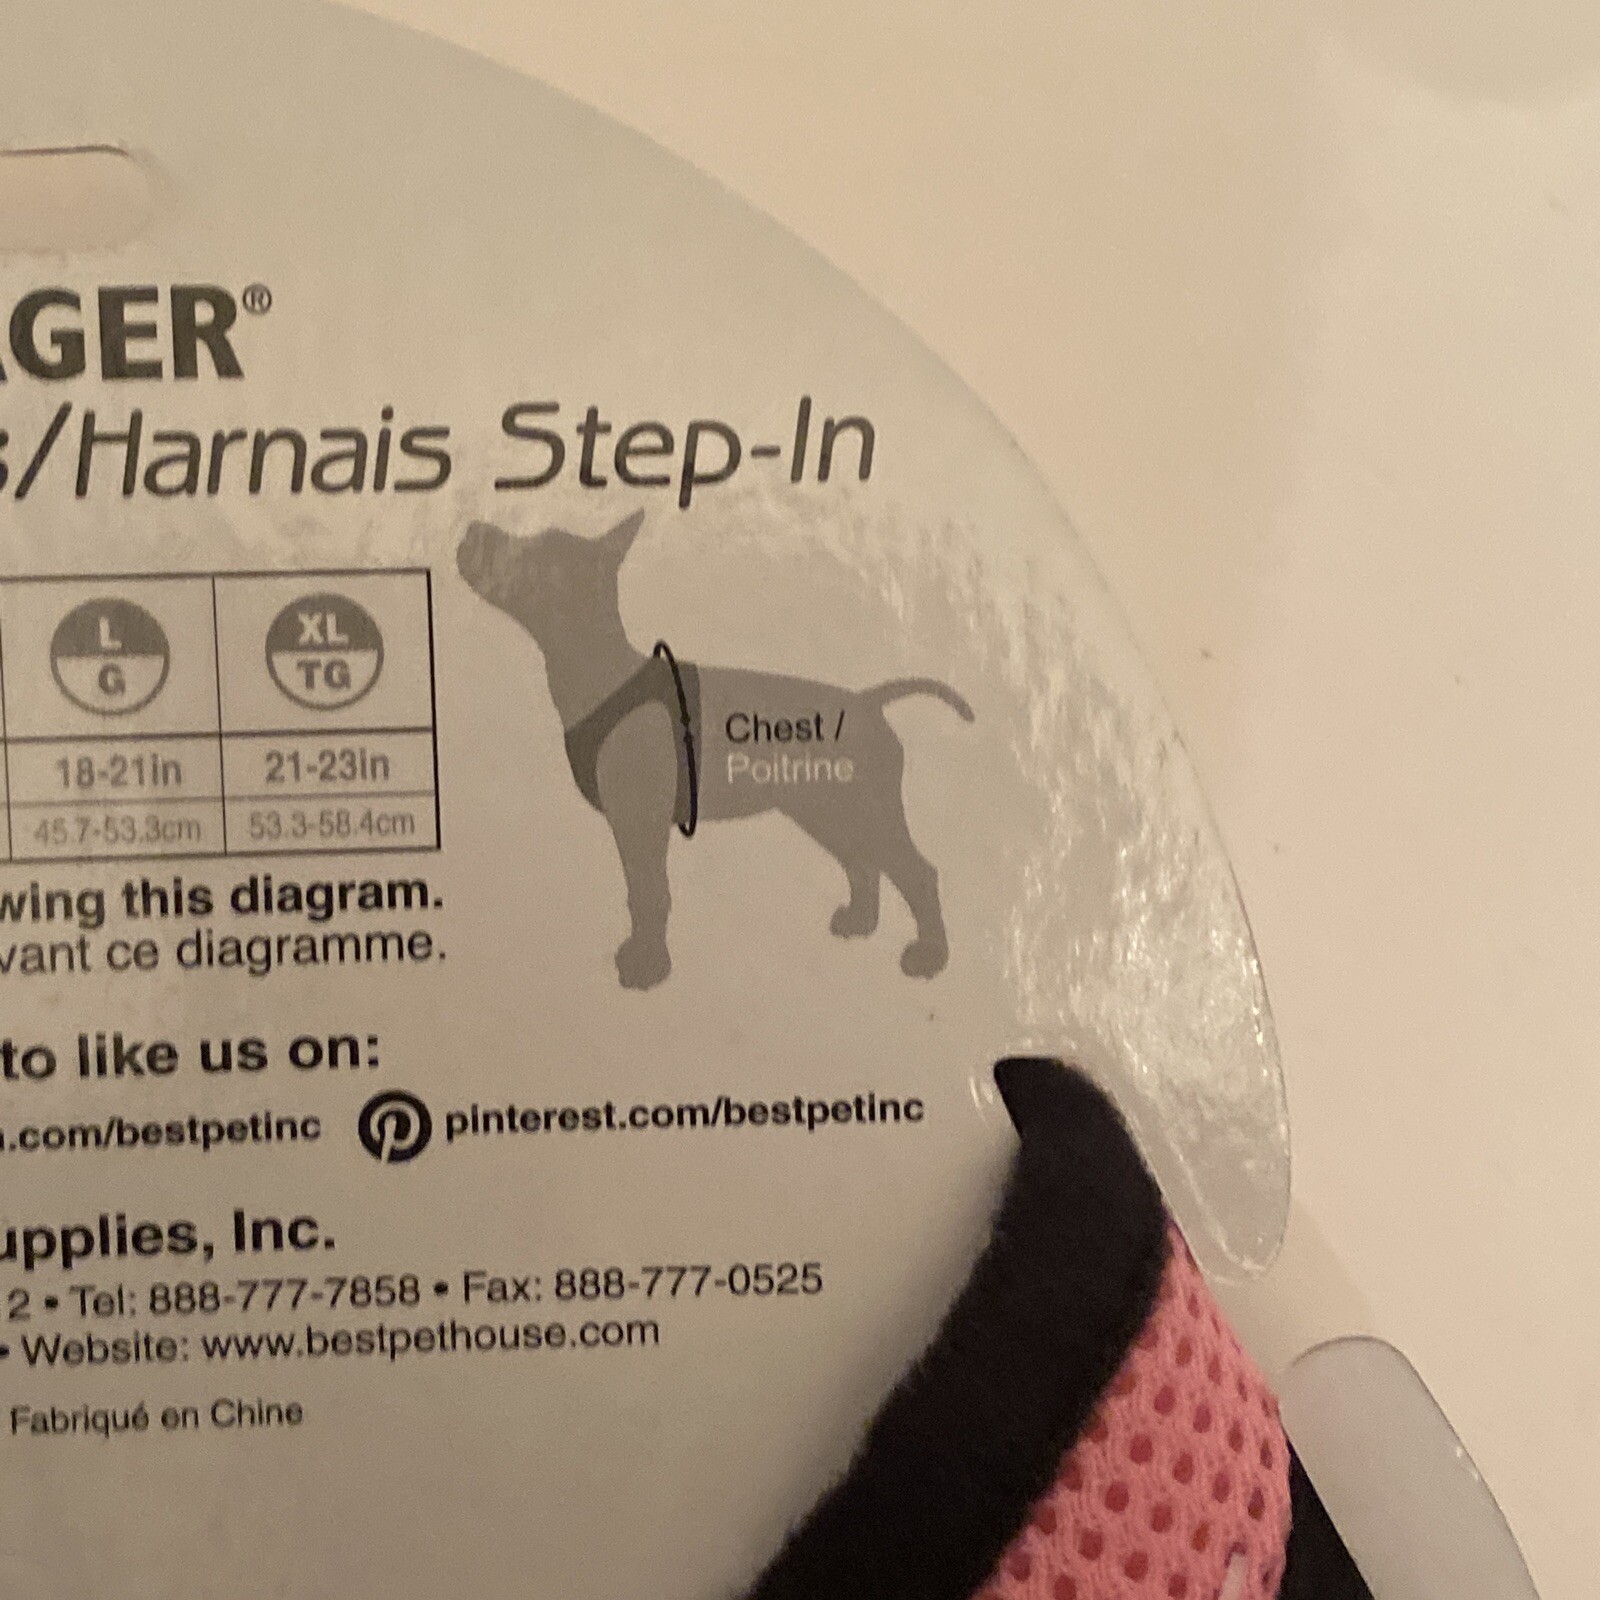 AGER®
s/Harnais Step-In
L
G
XL
TG
18-21in
21-23in
45.7-53.3cm
53.3-58.4cm
Chest /
Poitrine
wing this diagram.
vant ce diagramme.
to like us on:
.com/bestpetinc
pinterest.com/bestpetinc
upplies, Inc.
2 • Tel: 888-777-7858 • Fax: 888-777-0525
• Website: www.bestpethouse.com
Fabriqué en Chine